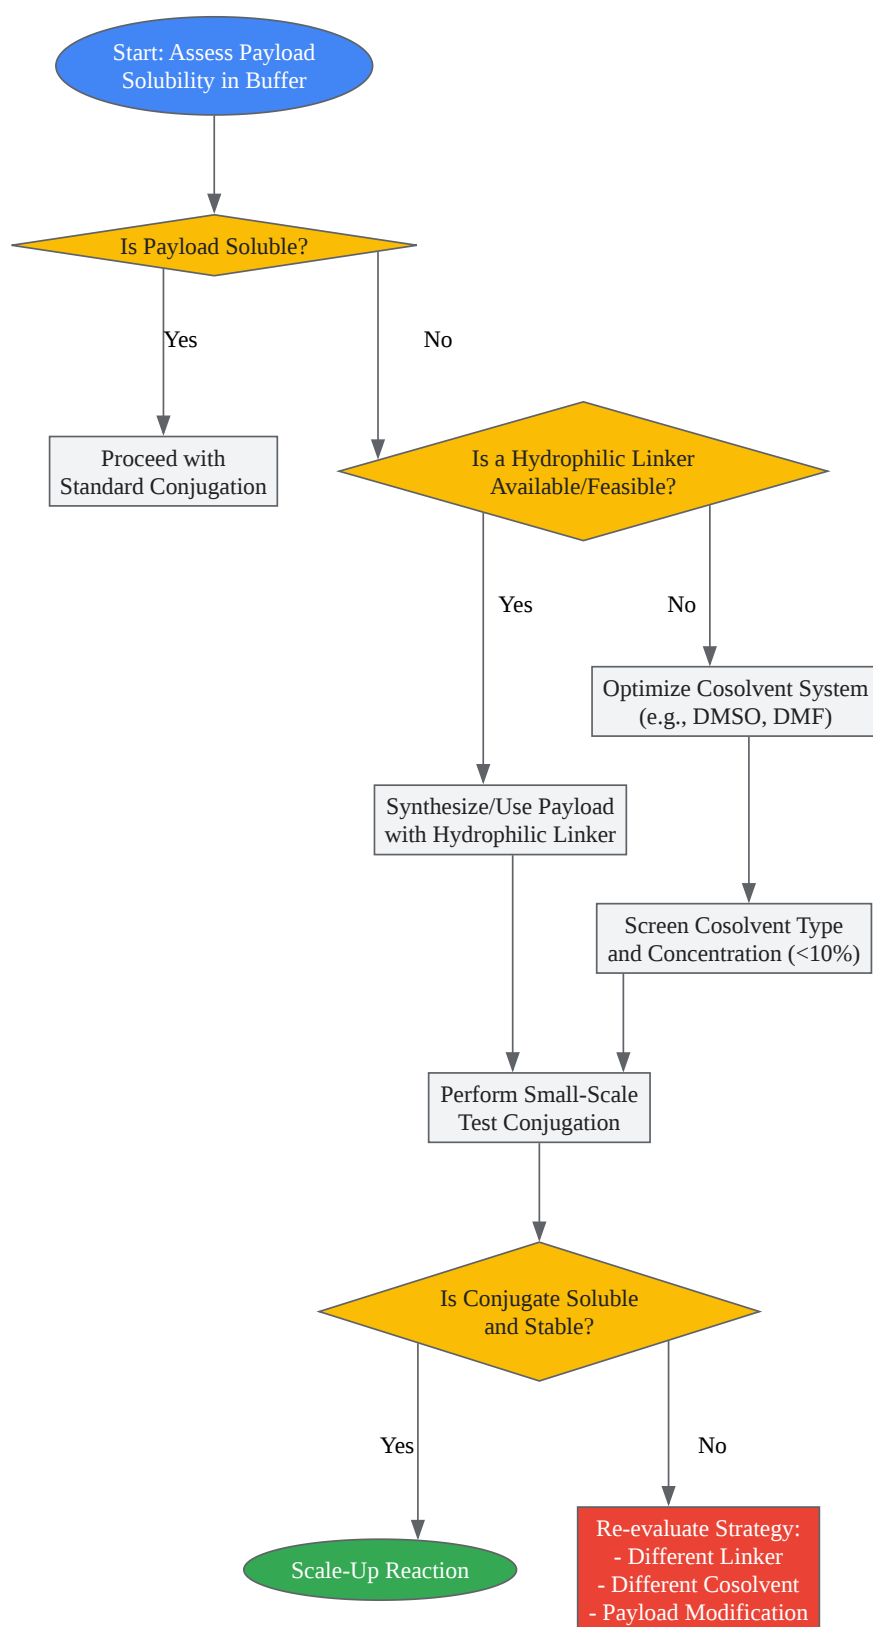 Start: Assess Payload
Solubility in Buffer
Is Payload Soluble?
Yes
No
Proceed with
Standard Conjugation
Is a Hydrophilic Linker
Available/Feasible?
Yes
No
Optimize Cosolvent System
(e.g., DMSO, DMF)
Synthesize/Use Payload
with Hydrophilic Linker
Screen Cosolvent Type
and Concentration (<10%)
Perform Small-Scale
Test Conjugation
Is Conjugate Soluble
and Stable?
Yes
No
Scale-Up Reaction
Re-evaluate Strategy:
- Different Linker
- Different Cosolvent
- Payload Modification